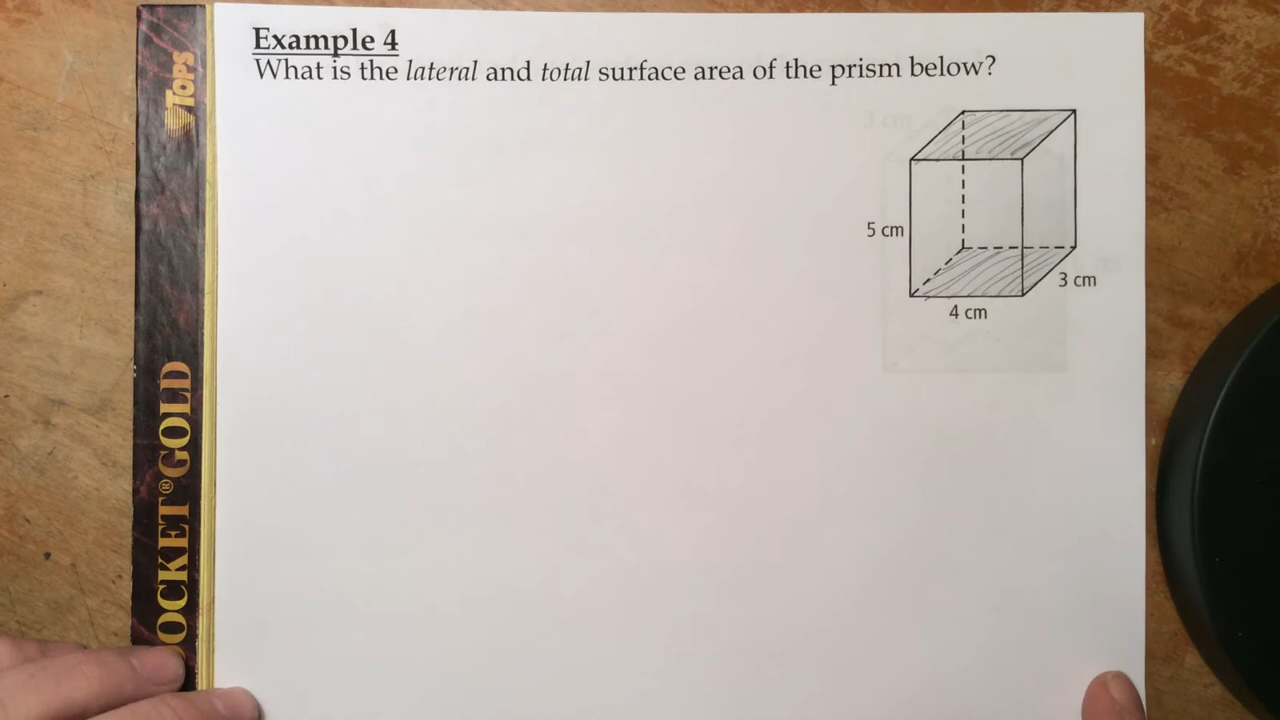 Example 4
What is the lateral and total surface area of the prism below?
5 cm
3 cm
4 cm
TOPS
OCKET®GOLD